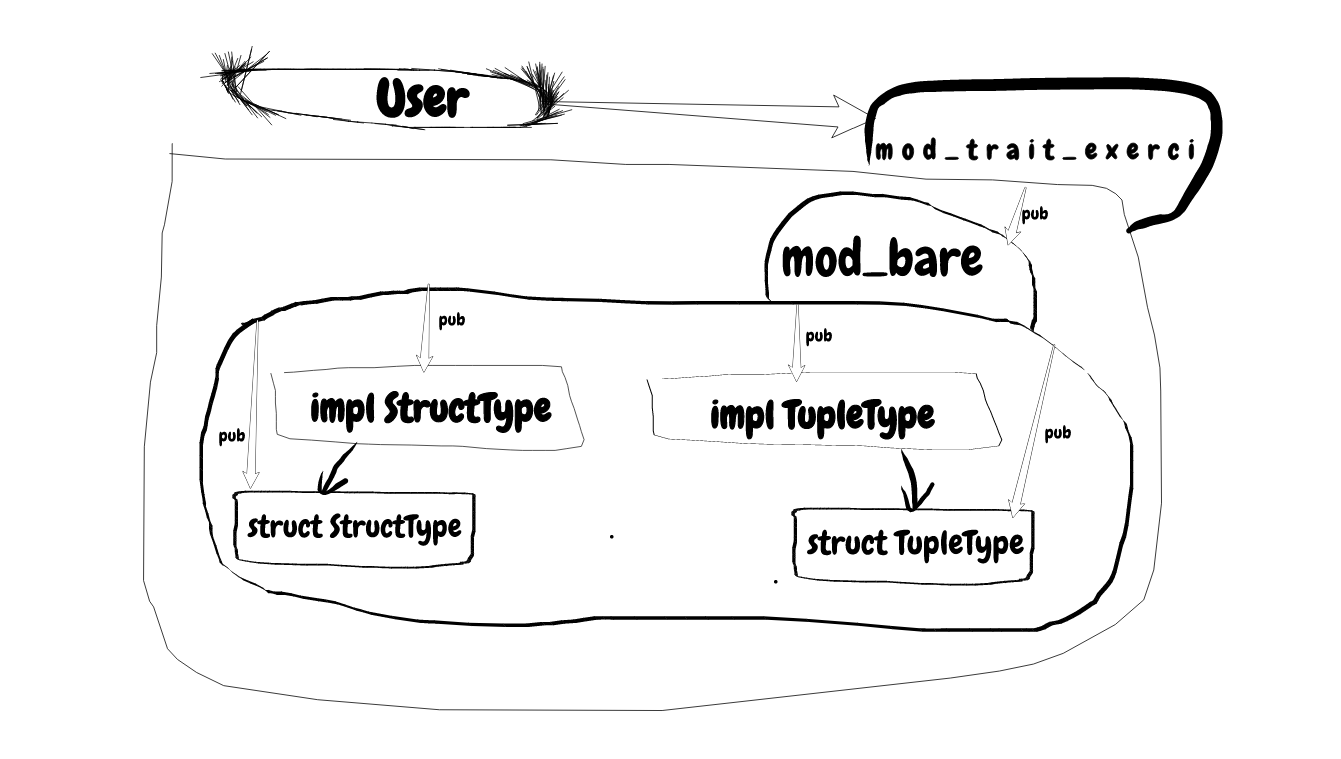 User
mod_trait_exerci
pub
mod_bare
pub
pub
impl StructType
impl TupleType
pub
pub
struct StructType
struct TupleType